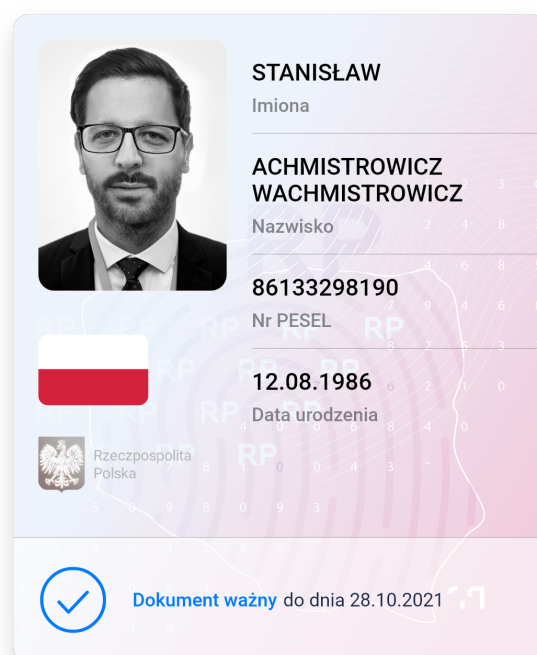 STANISŁAW
Imiona
ACHMISTROWICZ
WACHMISTROWICZ
Nazwisko
86133298190
Nr PESEL
12.08.1986
Data urodzenia
Rzeczpospolita
Polska
Dokument ważny do dnia 28.10.2021